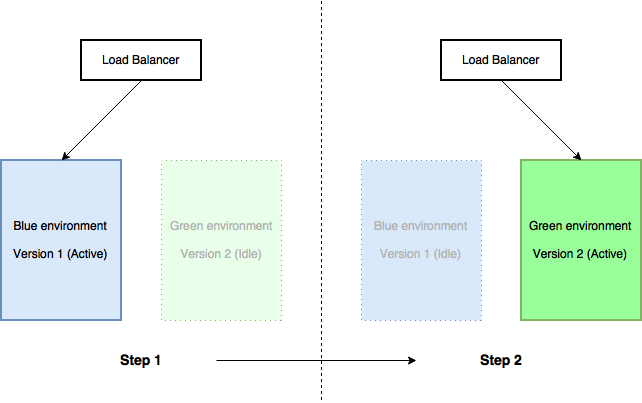 Load Balancer
Load Balancer
Blue environment
Version 1 (Active)
Green environment
Version 2 (Idle)
Blue environment
Version 1 (Idle)
Green environment
Version 2 (Active)
Step 1
Step 2